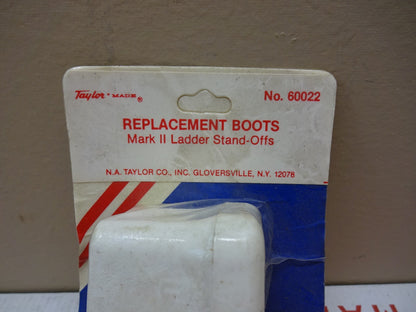 Taylor MADE ® No. 60022
REPLACEMENT BOOTS
Mark II Ladder Stand-Offs
N.A. TAYLOR CO., INC. GLOVERSVILLE, N.Y. 12078